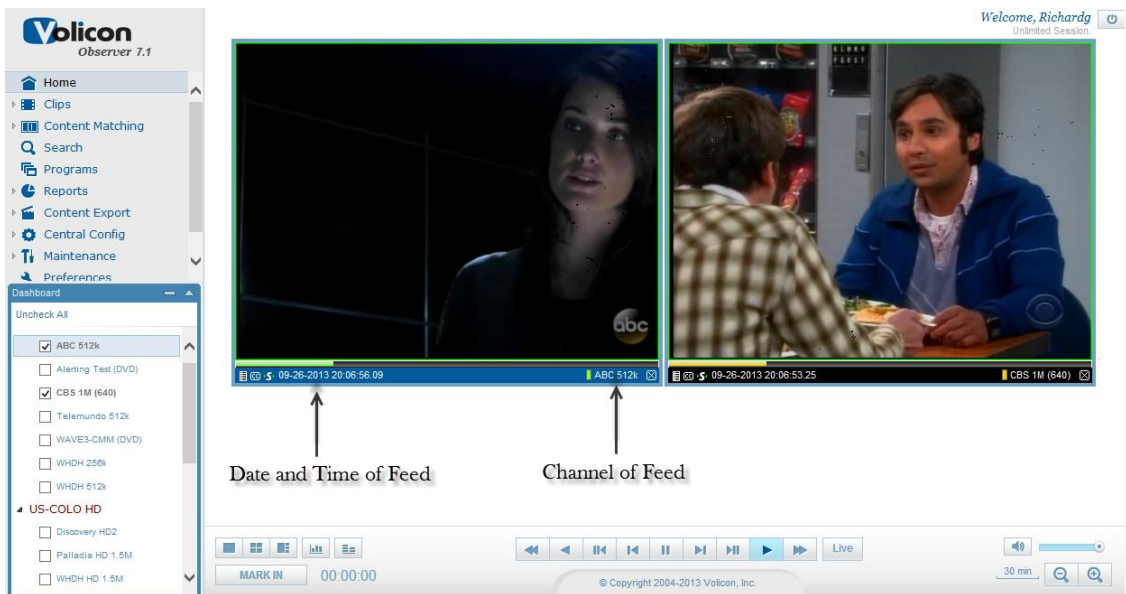 Volicon
Observer 7.1
Welcome, Richardg
Unlimited Session.
Home
Clips
Content Matching
Search
Programs
Reports
Content Export
Central Config
Maintenance
Preferences
Dashboard
Uncheck All
ABC 512k
Alerting Test (DVD)
CBS 1M (640)
Telemundo 512k
WAVE3-CMM (DVD)
WHDH 256k
WHDH 512k
US-COLO HD
Discovery HD2
Palladia HD 1.5M
WHDH HD 1.5M
abc
CC S 09-26-2013 20:06:56.09 ABC 512k
CC S 09-26-2013 20:06:53.25 CBS 1M (640)
Date and Time of Feed
Channel of Feed
Live
MARK IN 00:00:00
© Copyright 2004-2013 Volicon, Inc.
30 min